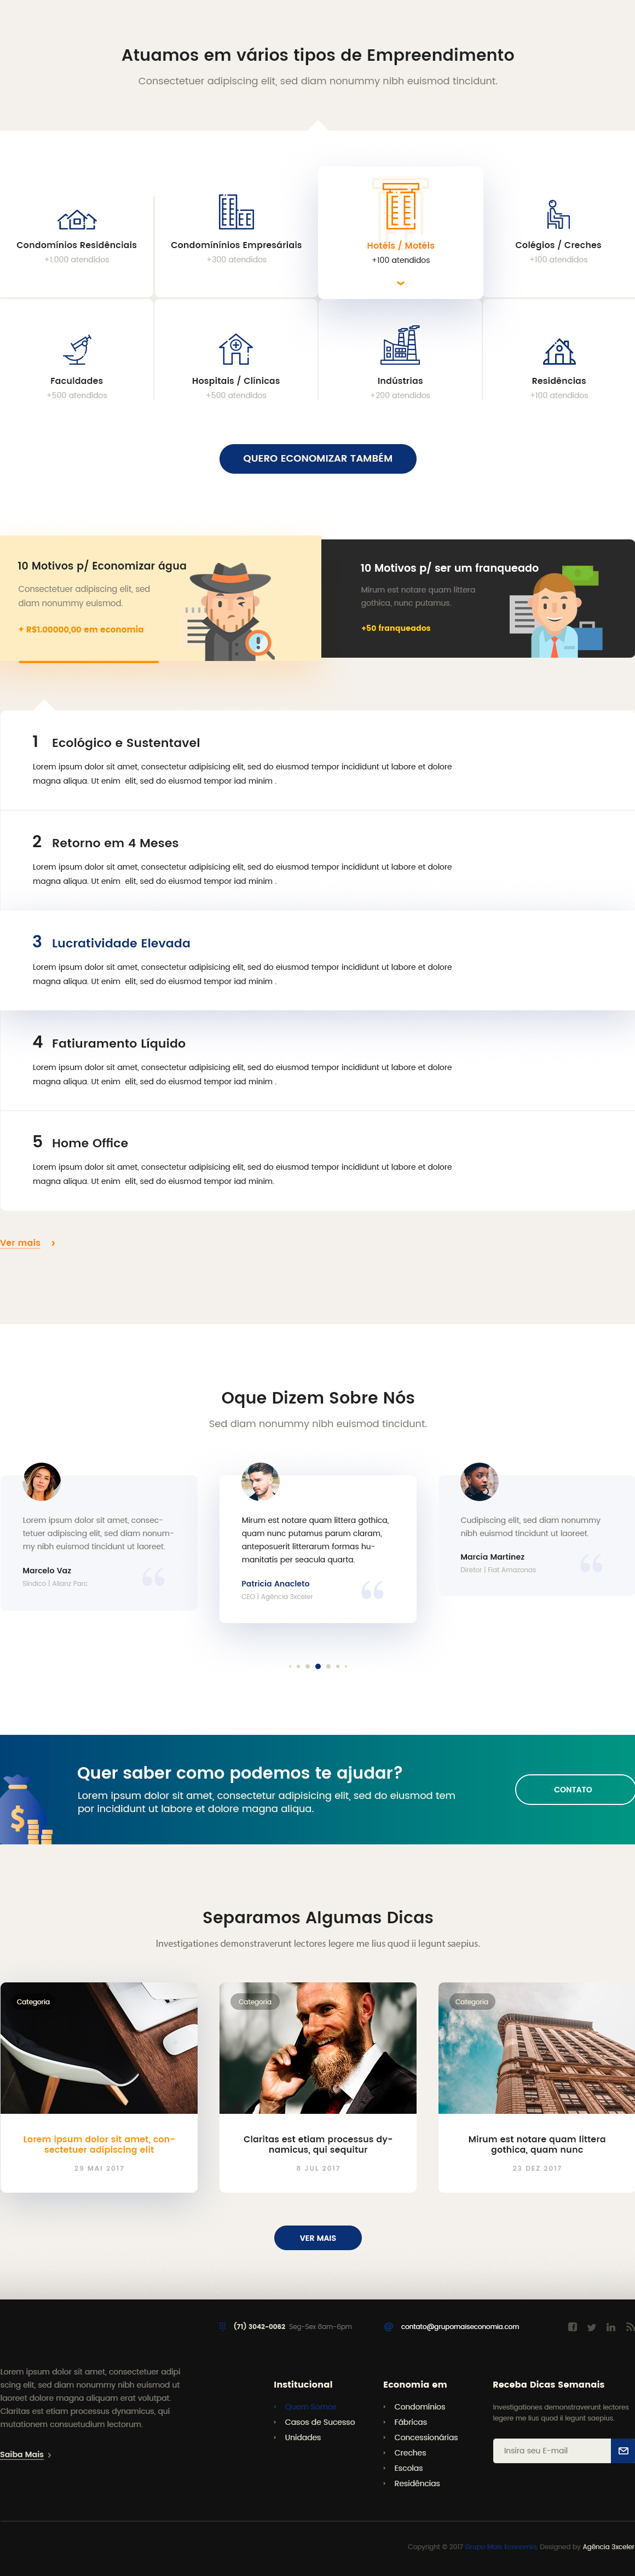 Atuamos em vários tipos de Empreendimento
Consectetuer adipiscing elit, sed diam nonummy nibh euismod tincidunt.
Condomínios Residênciais
+1.000 atendidos
Condomíninios Empresáriais
+300 atendidos
Hotéis / Motéis
+100 atendidos
Colégios / Creches
+100 atendidos
Faculdades
+500 atendidos
Hospitais / Clínicas
+500 atendidos
Indústrias
+200 atendidos
Residências
+100 atendidos
QUERO ECONOMIZAR TAMBÉM
10 Motivos p/ Economizar água
Consectetuer adipiscing elit, sed
diam nonummy euismod.
+ R$1.00000,00 em economia
10 Motivos p/ ser um franqueado
Mirum est notare quam littera
gothica, nunc putamus.
+50 franqueados
1 Ecológico e Sustentavel
Lorem ipsum dolor sit amet, consectetur adipisicing elit, sed do eiusmod tempor incididunt ut labore et dolore
magna aliqua. Ut enim  elit, sed do eiusmod tempor iad minim .
2 Retorno em 4 Meses
Lorem ipsum dolor sit amet, consectetur adipisicing elit, sed do eiusmod tempor incididunt ut labore et dolore
magna aliqua. Ut enim  elit, sed do eiusmod tempor iad minim .
3 Lucratividade Elevada
Lorem ipsum dolor sit amet, consectetur adipisicing elit, sed do eiusmod tempor incididunt ut labore et dolore
magna aliqua. Ut enim  elit, sed do eiusmod tempor iad minim .
4 Fatiuramento Líquido
Lorem ipsum dolor sit amet, consectetur adipisicing elit, sed do eiusmod tempor incididunt ut labore et dolore
magna aliqua. Ut enim  elit, sed do eiusmod tempor iad minim .
5 Home Office
Lorem ipsum dolor sit amet, consectetur adipisicing elit, sed do eiusmod tempor incididunt ut labore et dolore
magna aliqua. Ut enim  elit, sed do eiusmod tempor iad minim.
Ver mais
Oque Dizem Sobre Nós
Sed diam nonummy nibh euismod tincidunt.
Lorem ipsum dolor sit amet, consec-
tetuer adipiscing elit, sed diam nonum-
my nibh euismod tincidunt ut laoreet.
Marcelo Vaz
Síndico | Alianz Parc
Mirum est notare quam littera gothica,
quam nunc putamus parum claram,
anteposuerit litterarum formas hu-
manitatis per seacula quarta.
Patricia Anacleto
CEO | Agência 3xceler
Cudipiscing elit, sed diam nonummy
nibh euismod tincidunt ut laoreet.
Marcia Martinez
Diretor | Fiat Amazonas
Quer saber como podemos te ajudar?
Lorem ipsum dolor sit amet, consectetur adipisicing elit, sed do eiusmod tem
por incididunt ut labore et dolore magna aliqua.
CONTATO
Separamos Algumas Dicas
Investigationes demonstraverunt lectores legere me lius quod ii legunt saepius.
Categoria
Lorem ipsum dolor sit amet, con-
sectetuer adipiscing elit
29 MAI 2017
Categoria
Claritas est etiam processus dy-
namicus, qui sequitur
8 JUL 2017
Categoria
Mirum est notare quam littera
gothica, quam nunc
23 DEZ 2017
VER MAIS
(71) 3042-0062 Seg-Sex 8am-6pm
contato@grupomaiseconomia.com
Lorem ipsum dolor sit amet, consectetuer adipi
scing elit, sed diam nonummy nibh euismod ut
laoreet dolore magna aliquam erat volutpat.
Claritas est etiam processus dynamicus, qui
mutationem consuetudium lectorum.
Saiba Mais
Institucional
Quem Somos
Casos de Sucesso
Unidades
Economia em
Condomínios
Fábricas
Concessionárias
Creches
Escolas
Residências
Receba Dicas Semanais
Investigationes demonstraverunt lectores
legere me lius quod ii legunt saepius.
Insira seu E-mail
Copyright © 2017 Grupo Mais Economia. Designed by Agência 3xceler